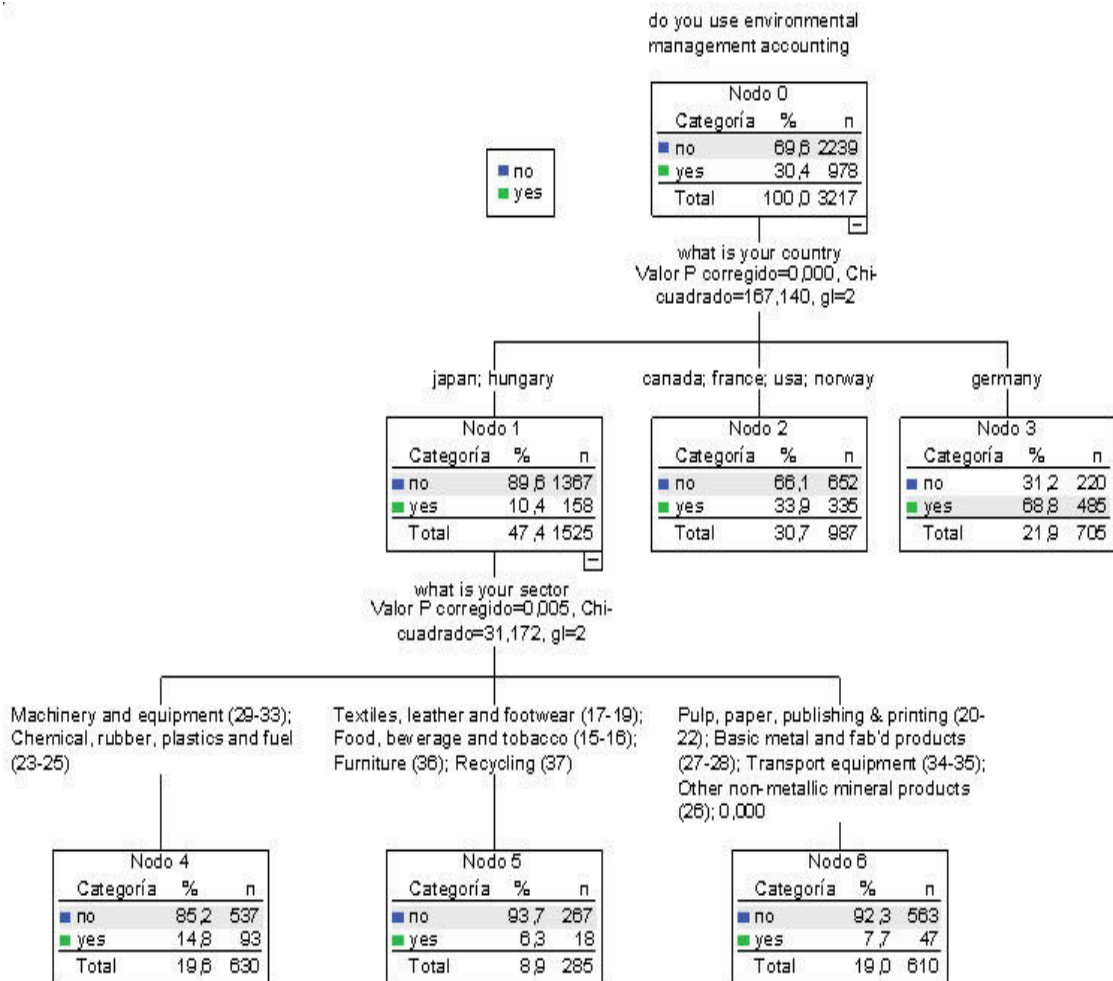 do you use environmental
management accounting
Nodo 0
Categoría % n
no 69,6 2239
yes 30,4 978
Total 100,0 3217
no
yes
what is your country
Valor P corregido=0,000, Chi-
cuadrado=167,140, gl=2
japan; hungary
canada; france; usa; norway
germany
Nodo 1
Categoría % n
no 89,6 1367
yes 10,4 158
Total 47,4 1525
Nodo 2
Categoría % n
no 66,1 652
yes 33,9 335
Total 30,7 987
Nodo 3
Categoría % n
no 31,2 220
yes 68,8 485
Total 21,9 705
what is your sector
Valor P corregido=0,005, Chi-
cuadrado=31,172, gl=2
Machinery and equipment (29-33);
Chemical, rubber, plastics and fuel
(23-25)
Textiles, leather and footwear (17-19);
Food, beverage and tobacco (15-16);
Furniture (36); Recycling (37)
Pulp, paper, publishing & printing (20-
22); Basic metal and fab'd products
(27-28); Transport equipment (34-35);
Other non-metallic mineral products
(26); 0,000
Nodo 4
Categoría % n
no 85,2 537
yes 14,8 93
Total 19,6 630
Nodo 5
Categoría % n
no 93,7 267
yes 6,3 18
Total 8,9 285
Nodo 6
Categoría % n
no 92,3 563
yes 7,7 47
Total 19,0 610